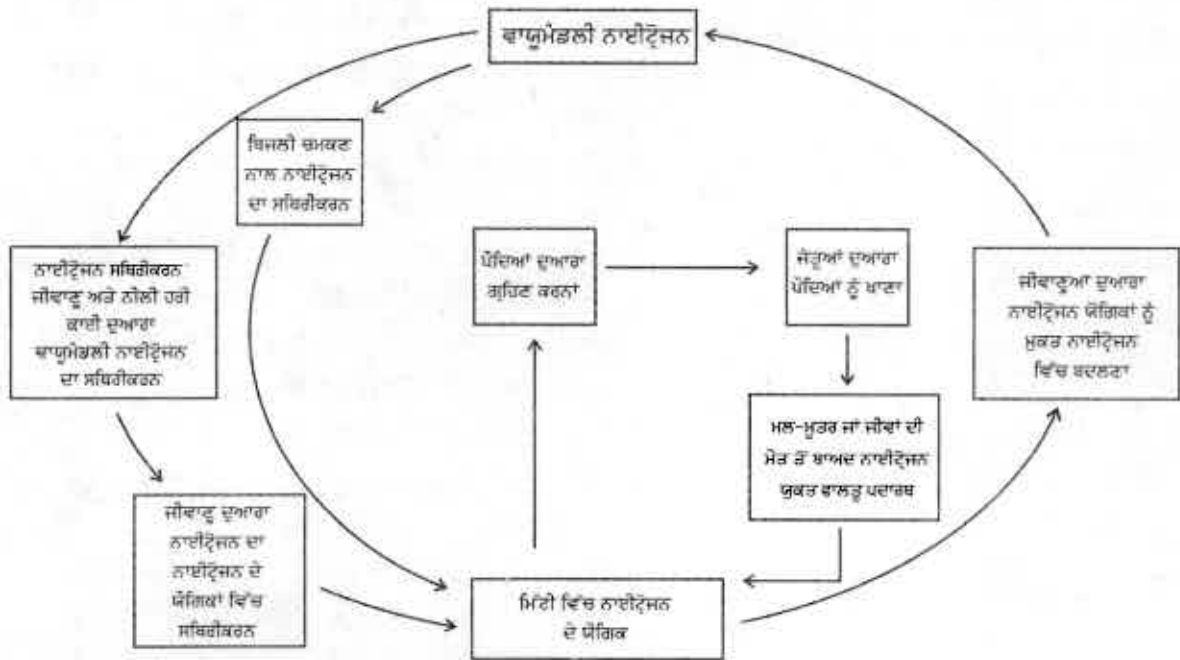 ਵਾਯੂਮੰਡਲੀ ਨਾਈਟ੍ਰੋਜਨ
ਬਿਜਲੀ ਚਮਕਣ
ਨਾਲ ਨਾਈਟ੍ਰੋਜਨ
ਦਾ ਸਥਿਰੀਕਰਨ
ਨਾਈਟ੍ਰੋਜਨ ਸਥਿਰੀਕਰਨ
ਜੀਵਾਣੂ ਅਤੇ ਨੀਲੀ ਹਰੀ
ਕਾਈ ਦੁਆਰਾ
ਵਾਯੂਮੰਡਲੀ ਨਾਈਟ੍ਰੋਜਨ
ਦਾ ਸਥਿਰੀਕਰਨ
ਪੌਦਿਆਂ ਦੁਆਰਾ
ਗ੍ਰਹਿਣ ਕਰਨਾਂ
ਜੰਤੂਆਂ ਦੁਆਰਾ
ਪੌਦਿਆਂ ਨੂੰ ਖਾਣਾ
ਜੀਵਾਣੂਆਂ ਦੁਆਰਾ
ਨਾਈਟ੍ਰੋਜਨ ਯੋਗਿਕਾਂ ਨੂੰ
ਮੁਕਤ ਨਾਈਟ੍ਰੋਜਨ
ਵਿੱਚ ਬਦਲਣਾ
ਮਲ-ਮੂਤਰ ਜਾਂ ਜੀਵਾਂ ਦੀ
ਮੌਤ ਤੋਂ ਬਾਅਦ ਨਾਈਟ੍ਰੋਜਨ
ਯੁਕਤ ਫਾਲਤੂ ਪਦਾਰਥ
ਜੀਵਾਣੂ ਦੁਆਰਾ
ਨਾਈਟ੍ਰੋਜਨ ਦਾ
ਨਾਈਟ੍ਰੋਜਨ ਦੇ
ਯੋਗਿਕਾਂ ਵਿੱਚ
ਸਥਿਰੀਕਰਨ
ਮਿੱਟੀ ਵਿੱਚ ਨਾਈਟ੍ਰੋਜਨ
ਦੇ ਯੋਗਿਕ